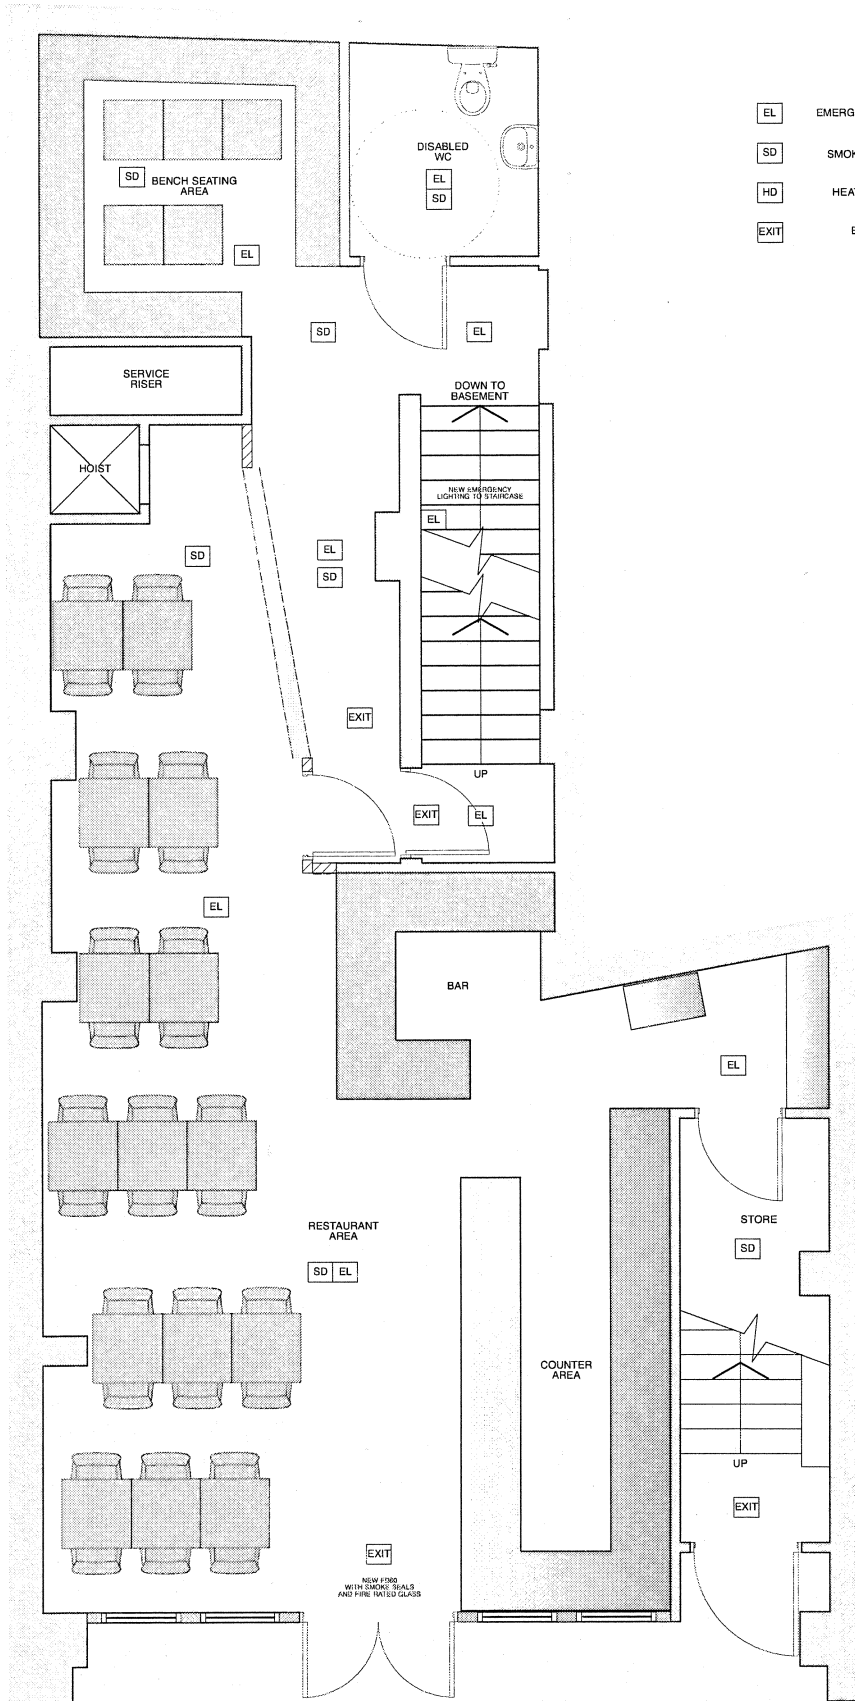 DISABLED
WC
EL
SD
EL EMERG
SD SMOK
HD HEA
EXIT E
SD
BENCH SEATING
AREA
EL
SD
EL
SERVICE
RISER
DOWN TO
BASEMENT
HOIST
NEW EMERGENCY
LIGHTING TO STAIRCASE
EL
SD
EL
SD
EXIT
UP
EXIT
EL
EL
BAR
EL
RESTAURANT
AREA
SD EL
STORE
SD
COUNTER
AREA
UP
EXIT
EXIT
NEW FD60
WITH SMOKE SEALS
AND FIRE RATED GLASS